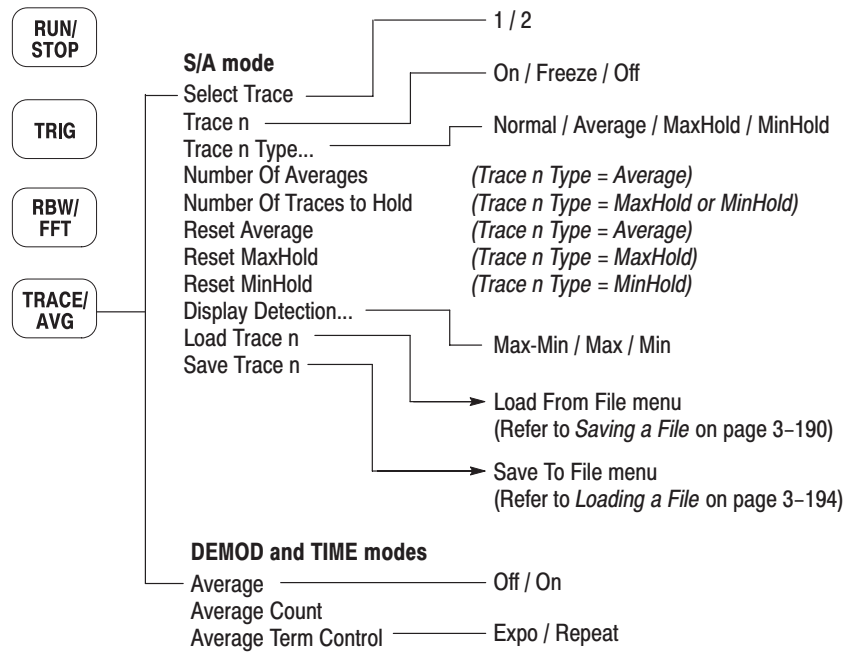 RUN/
STOP
TRIG
RBW/
FFT
TRACE/
AVG
S/A mode
Select Trace
1 / 2
Trace n
On / Freeze / Off
Trace n Type...
Normal / Average / MaxHold / MinHold
Number Of Averages (Trace n Type = Average)
Number Of Traces to Hold (Trace n Type = MaxHold or MinHold)
Reset Average (Trace n Type = Average)
Reset MaxHold (Trace n Type = MaxHold)
Reset MinHold (Trace n Type = MinHold)
Display Detection...
Max-Min / Max / Min
Load Trace n
Load From File menu
(Refer to Saving a File on page 3-190)
Save Trace n
Save To File menu
(Refer to Loading a File on page 3-194)
DEMOD and TIME modes
Average Off / On
Average Count
Average Term Control Expo / Repeat